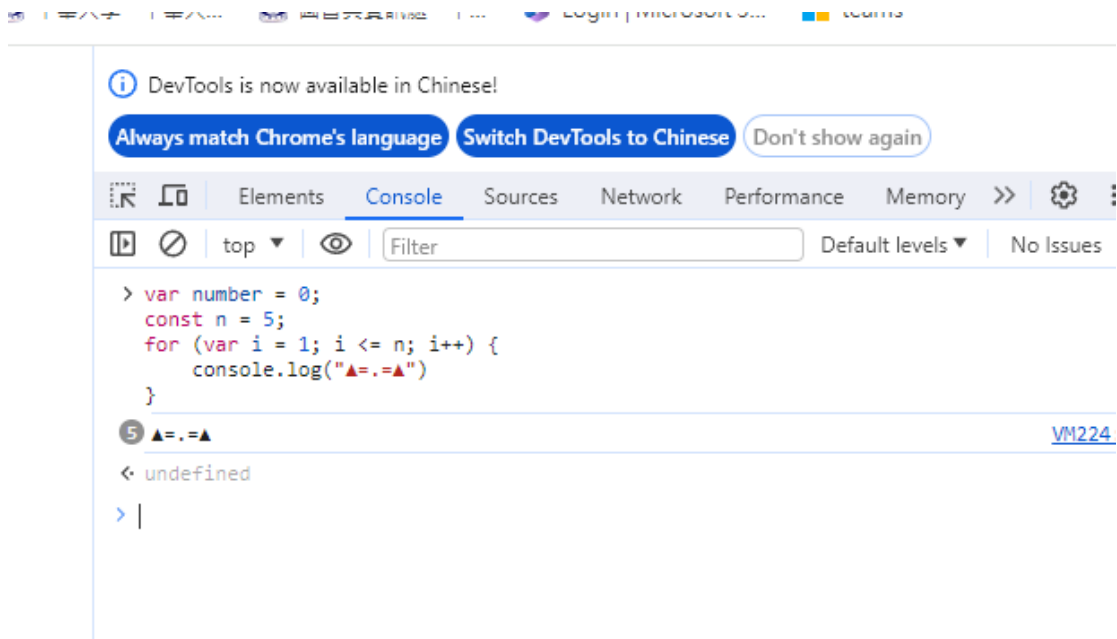 DevTools is now available in Chinese!
Always match Chrome's language Switch DevTools to Chinese Don't show again
Elements Console Sources Network Performance Memory
top ▼ Filter Default levels ▼ No Issues
> var number = 0;
const n = 5;
for (var i = 1; i <= n; i++) {
    console.log("▲=.=▲")
}
5 ▲=.=▲ VM224
undefined
>